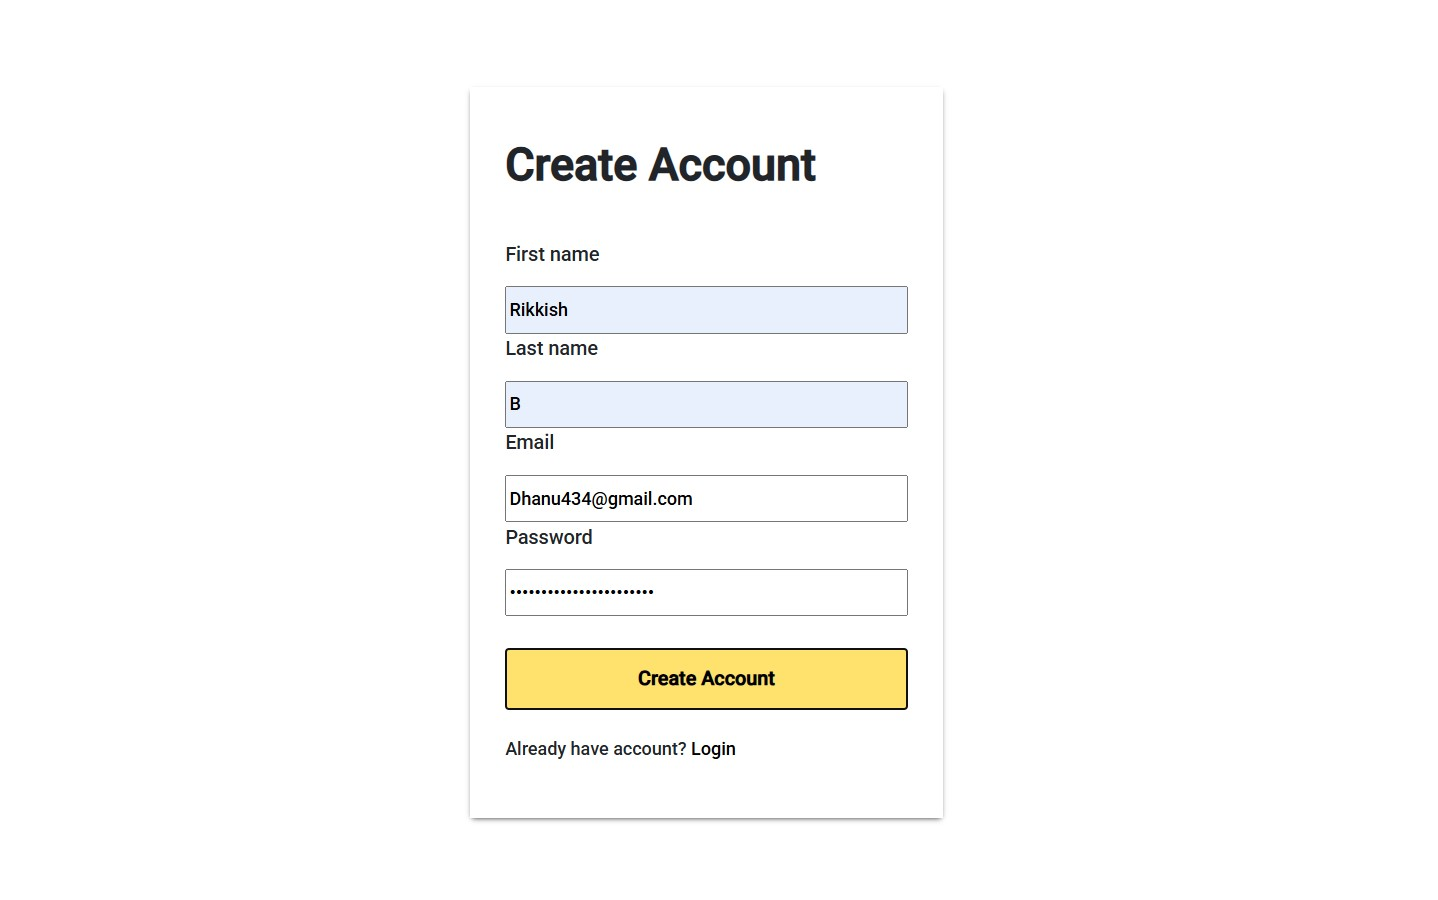 Create Account
First name
Rikkish
Last name
B
Email
Dhanu434@gmail.com
Password
•••••••••••••••••••••••
Create Account
Already have account? Login